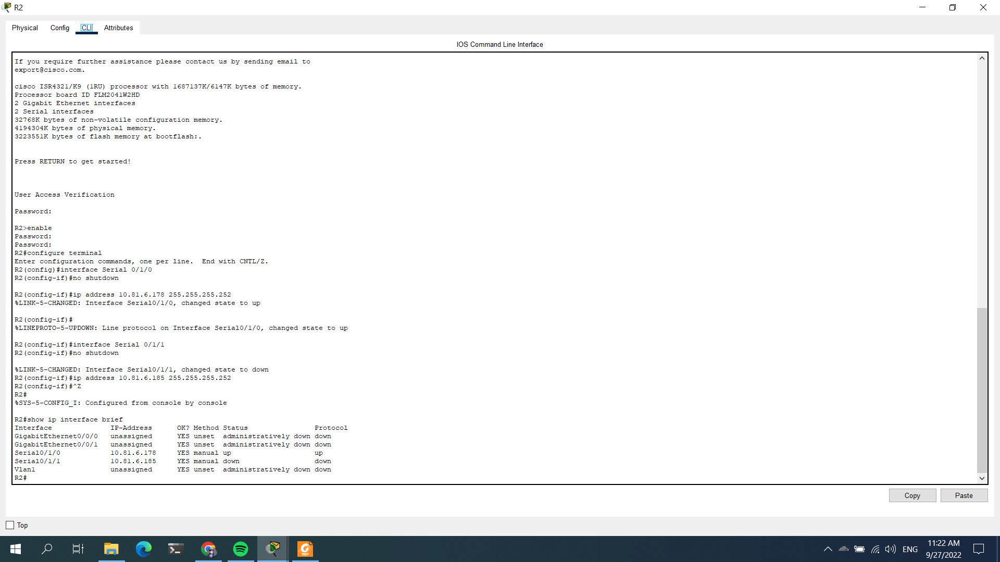 R2
Physical Config CLI Attributes
IOS Command Line Interface
If you require further assistance please contact us by sending email to
export@cisco.com.
cisco ISR4321/K9 (1RU) processor with 1687137K/6147K bytes of memory.
Processor board ID FLM2041W2HD
2 Gigabit Ethernet interfaces
2 Serial interfaces
32768K bytes of non-volatile configuration memory.
4194304K bytes of physical memory.
3223551K bytes of flash memory at bootflash:.
Press RETURN to get started!
User Access Verification
Password:
R2>enable
Password:
Password:
R2#configure terminal
Enter configuration commands, one per line.  End with CNTL/Z.
R2(config)#interface Serial 0/1/0
R2(config-if)#no shutdown
R2(config-if)#ip address 10.81.6.178 255.255.255.252
%LINK-5-CHANGED: Interface Serial0/1/0, changed state to up
R2(config-if)#
%LINEPROTO-5-UPDOWN: Line protocol on Interface Serial0/1/0, changed state to up
R2(config-if)#interface Serial 0/1/1
R2(config-if)#no shutdown
%LINK-5-CHANGED: Interface Serial0/1/1, changed state to down
R2(config-if)#ip address 10.81.6.185 255.255.255.252
R2(config-if)#^Z
R2#
%SYS-5-CONFIG_I: Configured from console by console
R2#show ip interface brief
Interface              IP-Address      OK? Method Status                Protocol
GigabitEthernet0/0/0   unassigned      YES unset  administratively down down
GigabitEthernet0/0/1   unassigned      YES unset  administratively down down
Serial0/1/0            10.81.6.178     YES manual up                    up
Serial0/1/1            10.81.6.185     YES manual down                  down
Vlan1                  unassigned      YES unset  administratively down down
R2#
Copy Paste
Top
PDF
ENG
11:22 AM
9/27/2022